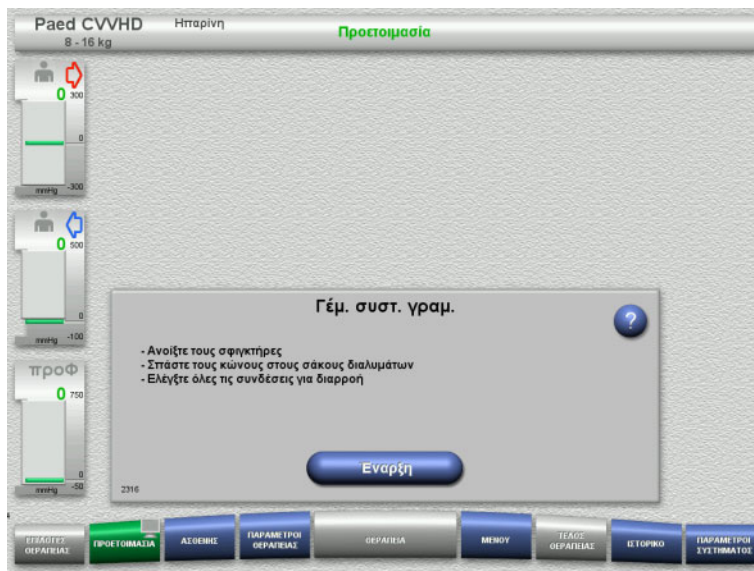 Paed CVVHD
8 - 16 kg
Ηπαρίνη
Προετοιμασία
0
300
0
-300
mmHg
0
500
0
-100
mmHg
προΦ
0
750
0
-50
mmHg
Γέμ. συστ. γραμ.
?
- Ανοίξτε τους σφιγκτήρες
- Σπάστε τους κώνους στους σάκους διαλυμάτων
- Ελέγξτε όλες τις συνδέσεις για διαρροή
Έναρξη
2316
ΕΠΙΛΟΓΕΣ
ΘΕΡΑΠΕΙΑΣ
ΠΡΟΕΤΟΙΜΑΣΙΑ
ΑΣΘΕΝΗΣ
ΠΑΡΑΜΕΤΡΟΙ
ΘΕΡΑΠΕΙΑΣ
ΘΕΡΑΠΕΙΑ
ΜΕΝΟΥ
ΤΕΛΟΣ
ΘΕΡΑΠΕΙΑΣ
ΙΣΤΟΡΙΚΟ
ΠΑΡΑΜΕΤΡΟΙ
ΣΥΣΤΗΜΑΤΟΣ